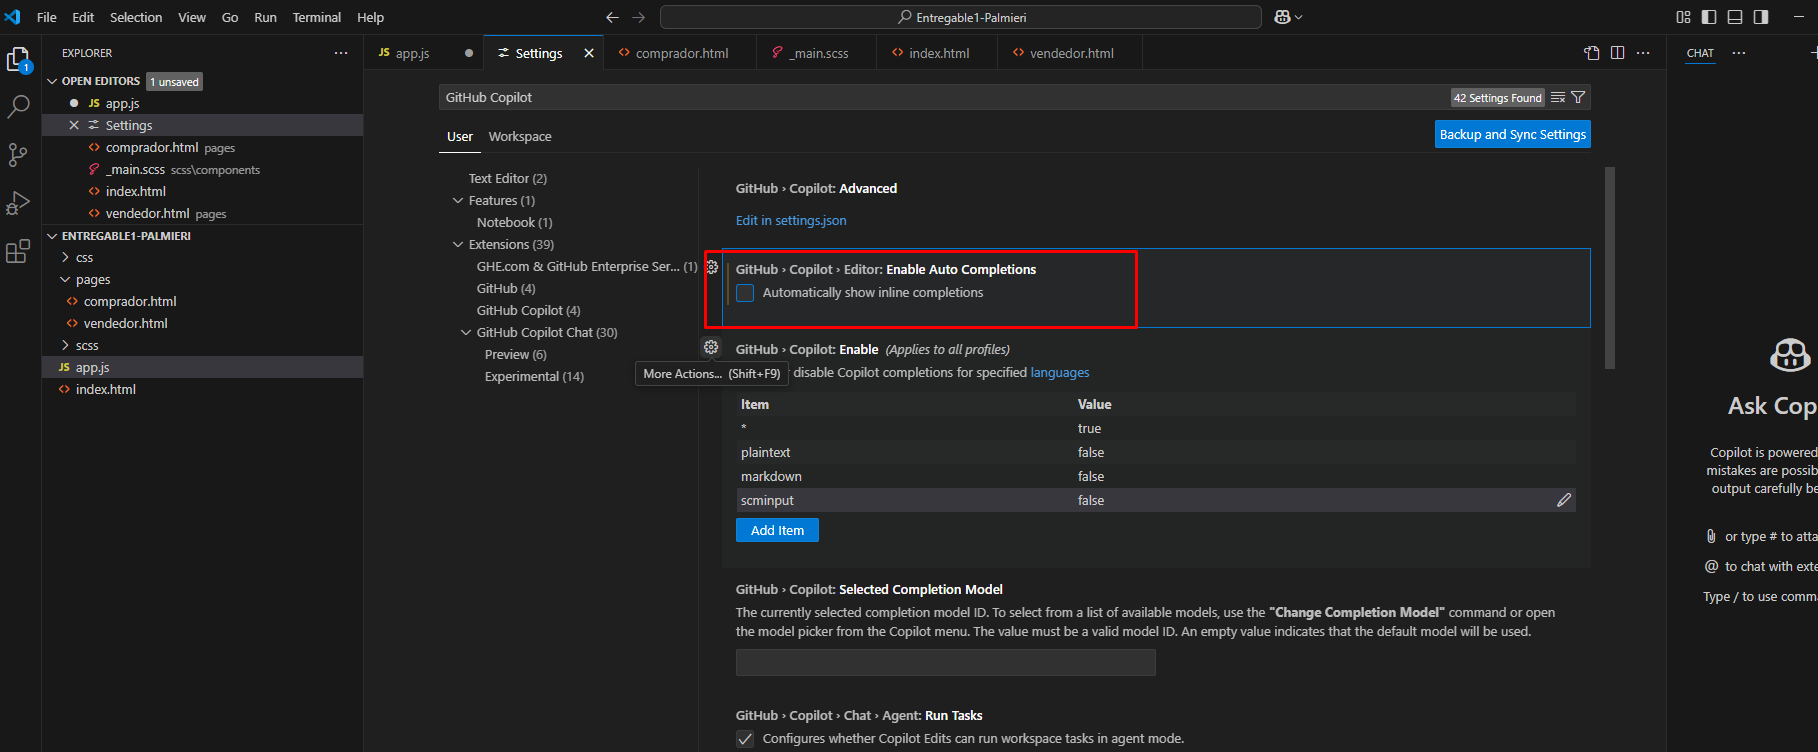 File Edit Selection View Go Run Terminal Help
Entregable1-Palmieri
EXPLORER
OPEN EDITORS 1 unsaved
JS app.js
Settings
comprador.html pages
_main.scss scss\components
index.html
vendedor.html pages
ENTREGABLE1-PALMIERI
css
pages
comprador.html
vendedor.html
scss
JS app.js
index.html
1
JS app.js
Settings
comprador.html
_main.scss
index.html
vendedor.html
GitHub Copilot
42 Settings Found
User Workspace
Backup and Sync Settings
Text Editor (2)
Features (1)
Notebook (1)
Extensions (39)
GHE.com & GitHub Enterprise Ser... (1)
GitHub (4)
GitHub Copilot (4)
GitHub Copilot Chat (30)
Preview (6)
Experimental (14)
GitHub › Copilot: Advanced
Edit in settings.json
GitHub › Copilot › Editor: Enable Auto Completions
Automatically show inline completions
GitHub › Copilot: Enable (Applies to all profiles)
More Actions... (Shift+F9)
disable Copilot completions for specified languages
Item Value
* true
plaintext false
markdown false
scminput false
Add Item
GitHub › Copilot: Selected Completion Model
The currently selected completion model ID. To select from a list of available models, use the "Change Completion Model" command or open
the model picker from the Copilot menu. The value must be a valid model ID. An empty value indicates that the default model will be used.
GitHub › Copilot › Chat › Agent: Run Tasks
Configures whether Copilot Edits can run workspace tasks in agent mode.
CHAT
Ask Cop
Copilot is powered
mistakes are possib
output carefully be
or type # to atta
@ to chat with exte
Type / to use comma